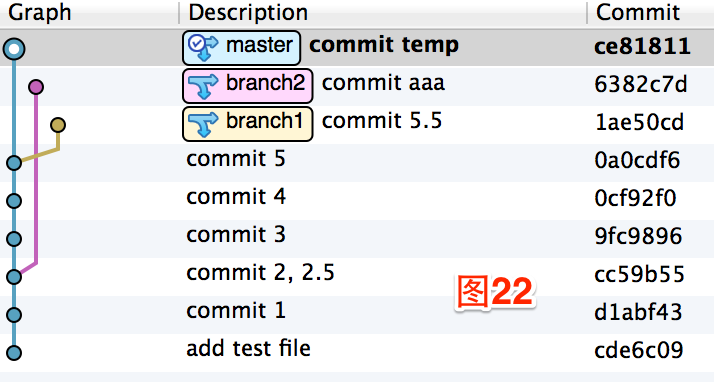 Graph Description Commit
master commit temp ce81811
branch2 commit aaa 6382c7d
branch1 commit 5.5 1ae50cd
commit 5 0a0cdf6
commit 4 0cf92f0
commit 3 9fc9896
commit 2, 2.5 cc59b55
图22
commit 1 d1abf43
add test file cde6c09